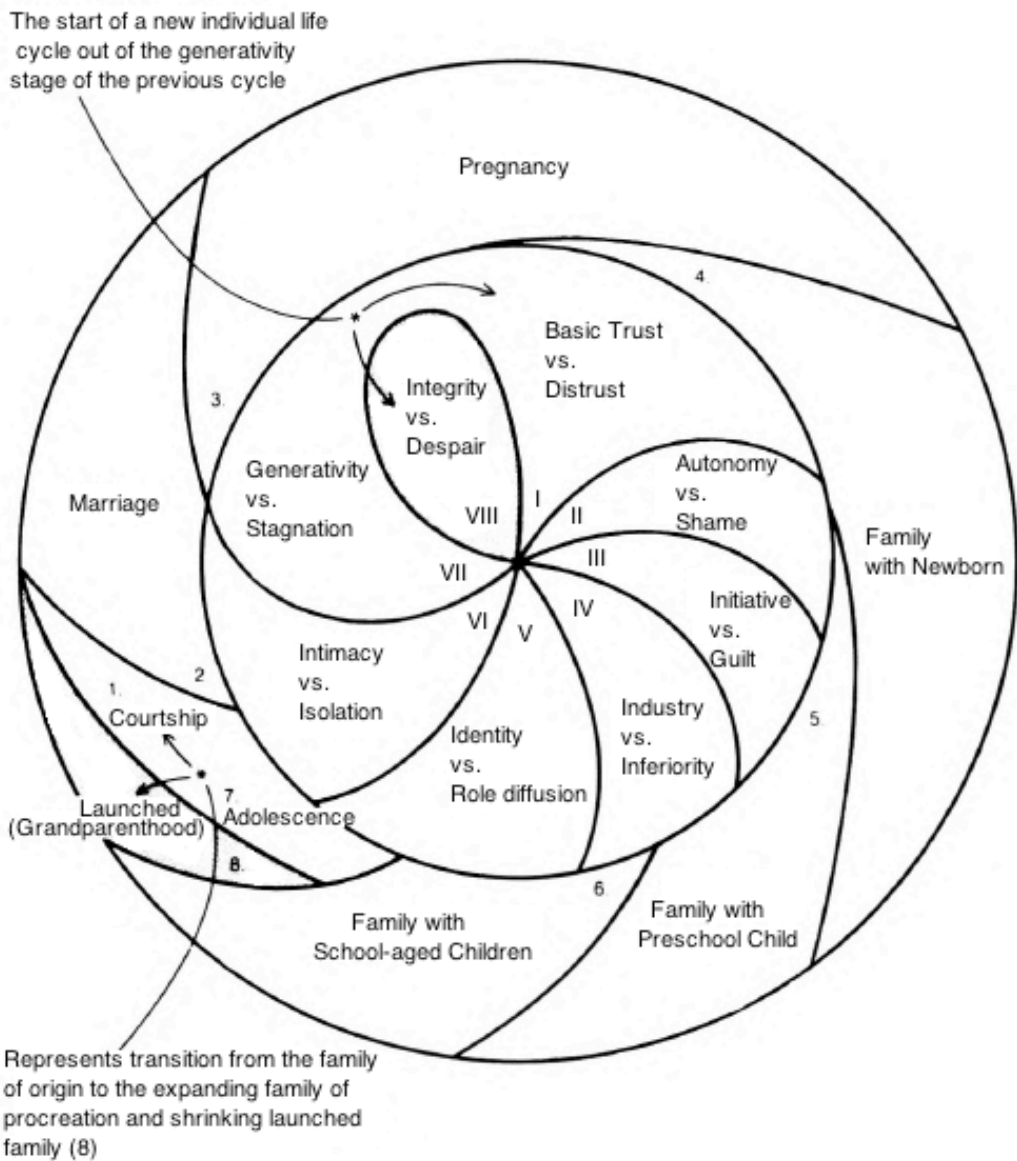 The start of a new individual life
cycle out of the generativity
stage of the previous cycle
Pregnancy
4.
*
Basic Trust
vs.
Distrust
Integrity
vs.
Despair
3.
Generativity
vs.
Stagnation
Autonomy
vs.
Shame
Marriage
VIII
I
II
Family
with Newborn
VII
III
Initiative
vs.
Guilt
VI
V
IV
Intimacy
vs.
Isolation
2
1.
Courtship
Identity
vs.
Role diffusion
Industry
vs.
Inferiority
5.
*
7.
Launched
(Grandparenthood)
Adolescence
8.
6
Family with
School-aged Children
Family with
Preschool Child
Represents transition from the family
of origin to the expanding family of
procreation and shrinking launched
family (8)